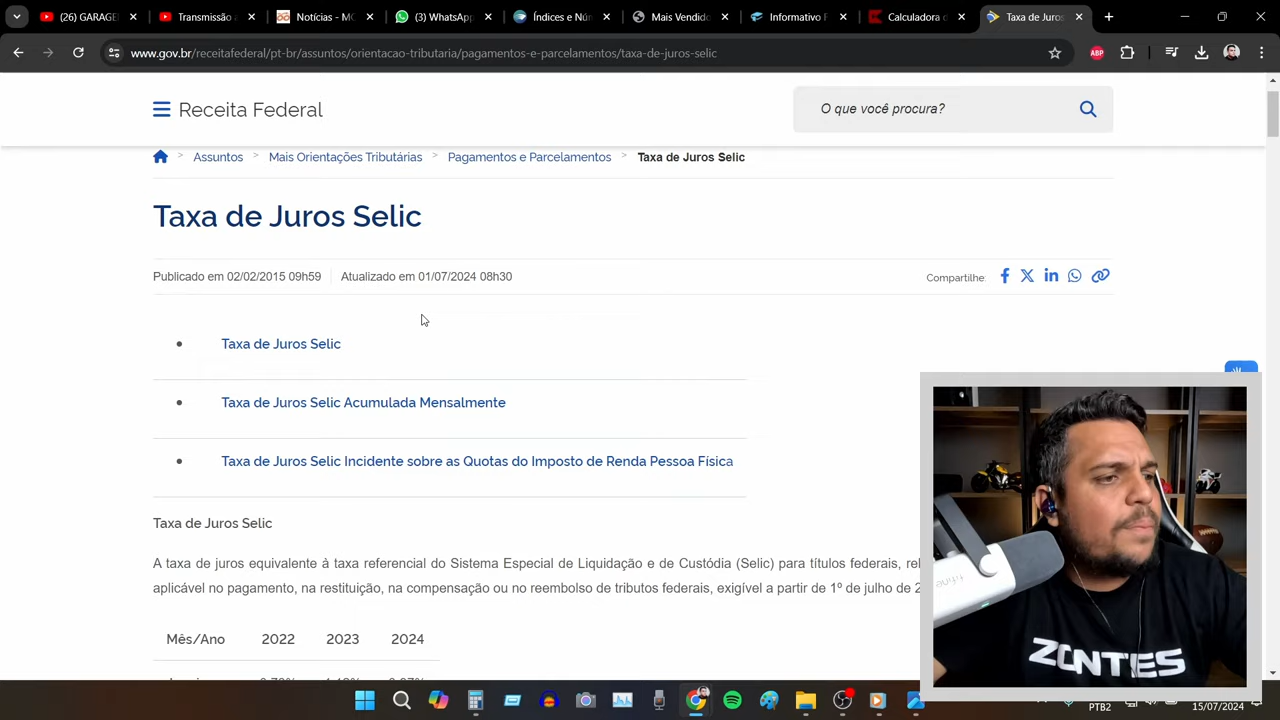 (26) GARAGE
Transmissão a
Notícias - MO
(3) WhatsApp
Índices e Núm
Mais Vendido
Informativo F
Calculadora d
Taxa de Juros
www.gov.br/receitafederal/pt-br/assuntos/orientacao-tributaria/pagamentos-e-parcelamentos/taxa-de-juros-selic
ABP
Receita Federal
O que você procura?
> Assuntos > Mais Orientações Tributárias > Pagamentos e Parcelamentos > Taxa de Juros Selic
Taxa de Juros Selic
Publicado em 02/02/2015 09h59 Atualizado em 01/07/2024 08h30
Compartilhe:
• Taxa de Juros Selic
• Taxa de Juros Selic Acumulada Mensalmente
• Taxa de Juros Selic Incidente sobre as Quotas do Imposto de Renda Pessoa Física
Taxa de Juros Selic
A taxa de juros equivalente à taxa referencial do Sistema Especial de Liquidação e de Custódia (Selic) para títulos federais, rel
aplicável no pagamento, na restituição, na compensação ou no reembolso de tributos federais, exigível a partir de 1º de julho de 2
Mês/Ano 2022 2023 2024
fifine
ZONTES
PTB2
15/07/2024